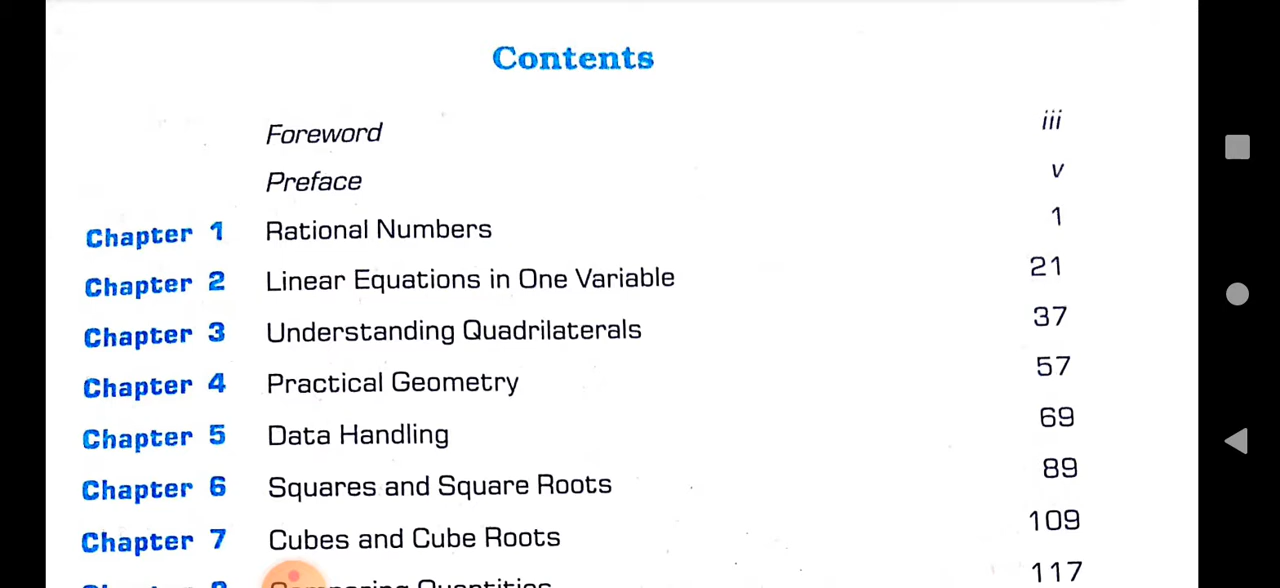 Contents
Foreword iii
Preface v
Chapter 1 Rational Numbers 1
Chapter 2 Linear Equations in One Variable 21
Chapter 3 Understanding Quadrilaterals 37
Chapter 4 Practical Geometry 57
Chapter 5 Data Handling 69
Chapter 6 Squares and Square Roots 89
Chapter 7 Cubes and Cube Roots 109
Quantities 117